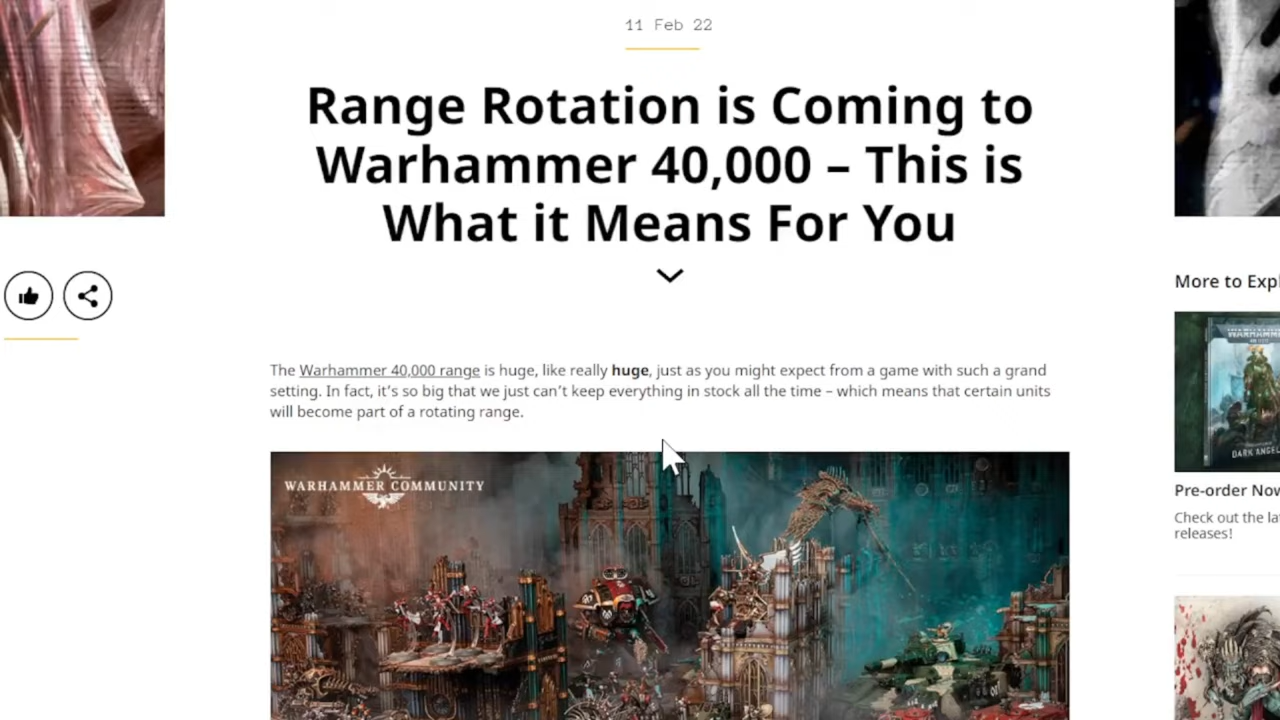 11 Feb 22
Range Rotation is Coming to
Warhammer 40,000 – This is
What it Means For You
The Warhammer 40,000 range is huge, like really huge, just as you might expect from a game with such a grand
setting. In fact, it's so big that we just can't keep everything in stock all the time – which means that certain units
will become part of a rotating range.
WARHAMMER COMMUNITY
More to Expl
WARHAMMER
DARK ANGEL
Pre-order Now
Check out the la
releases!